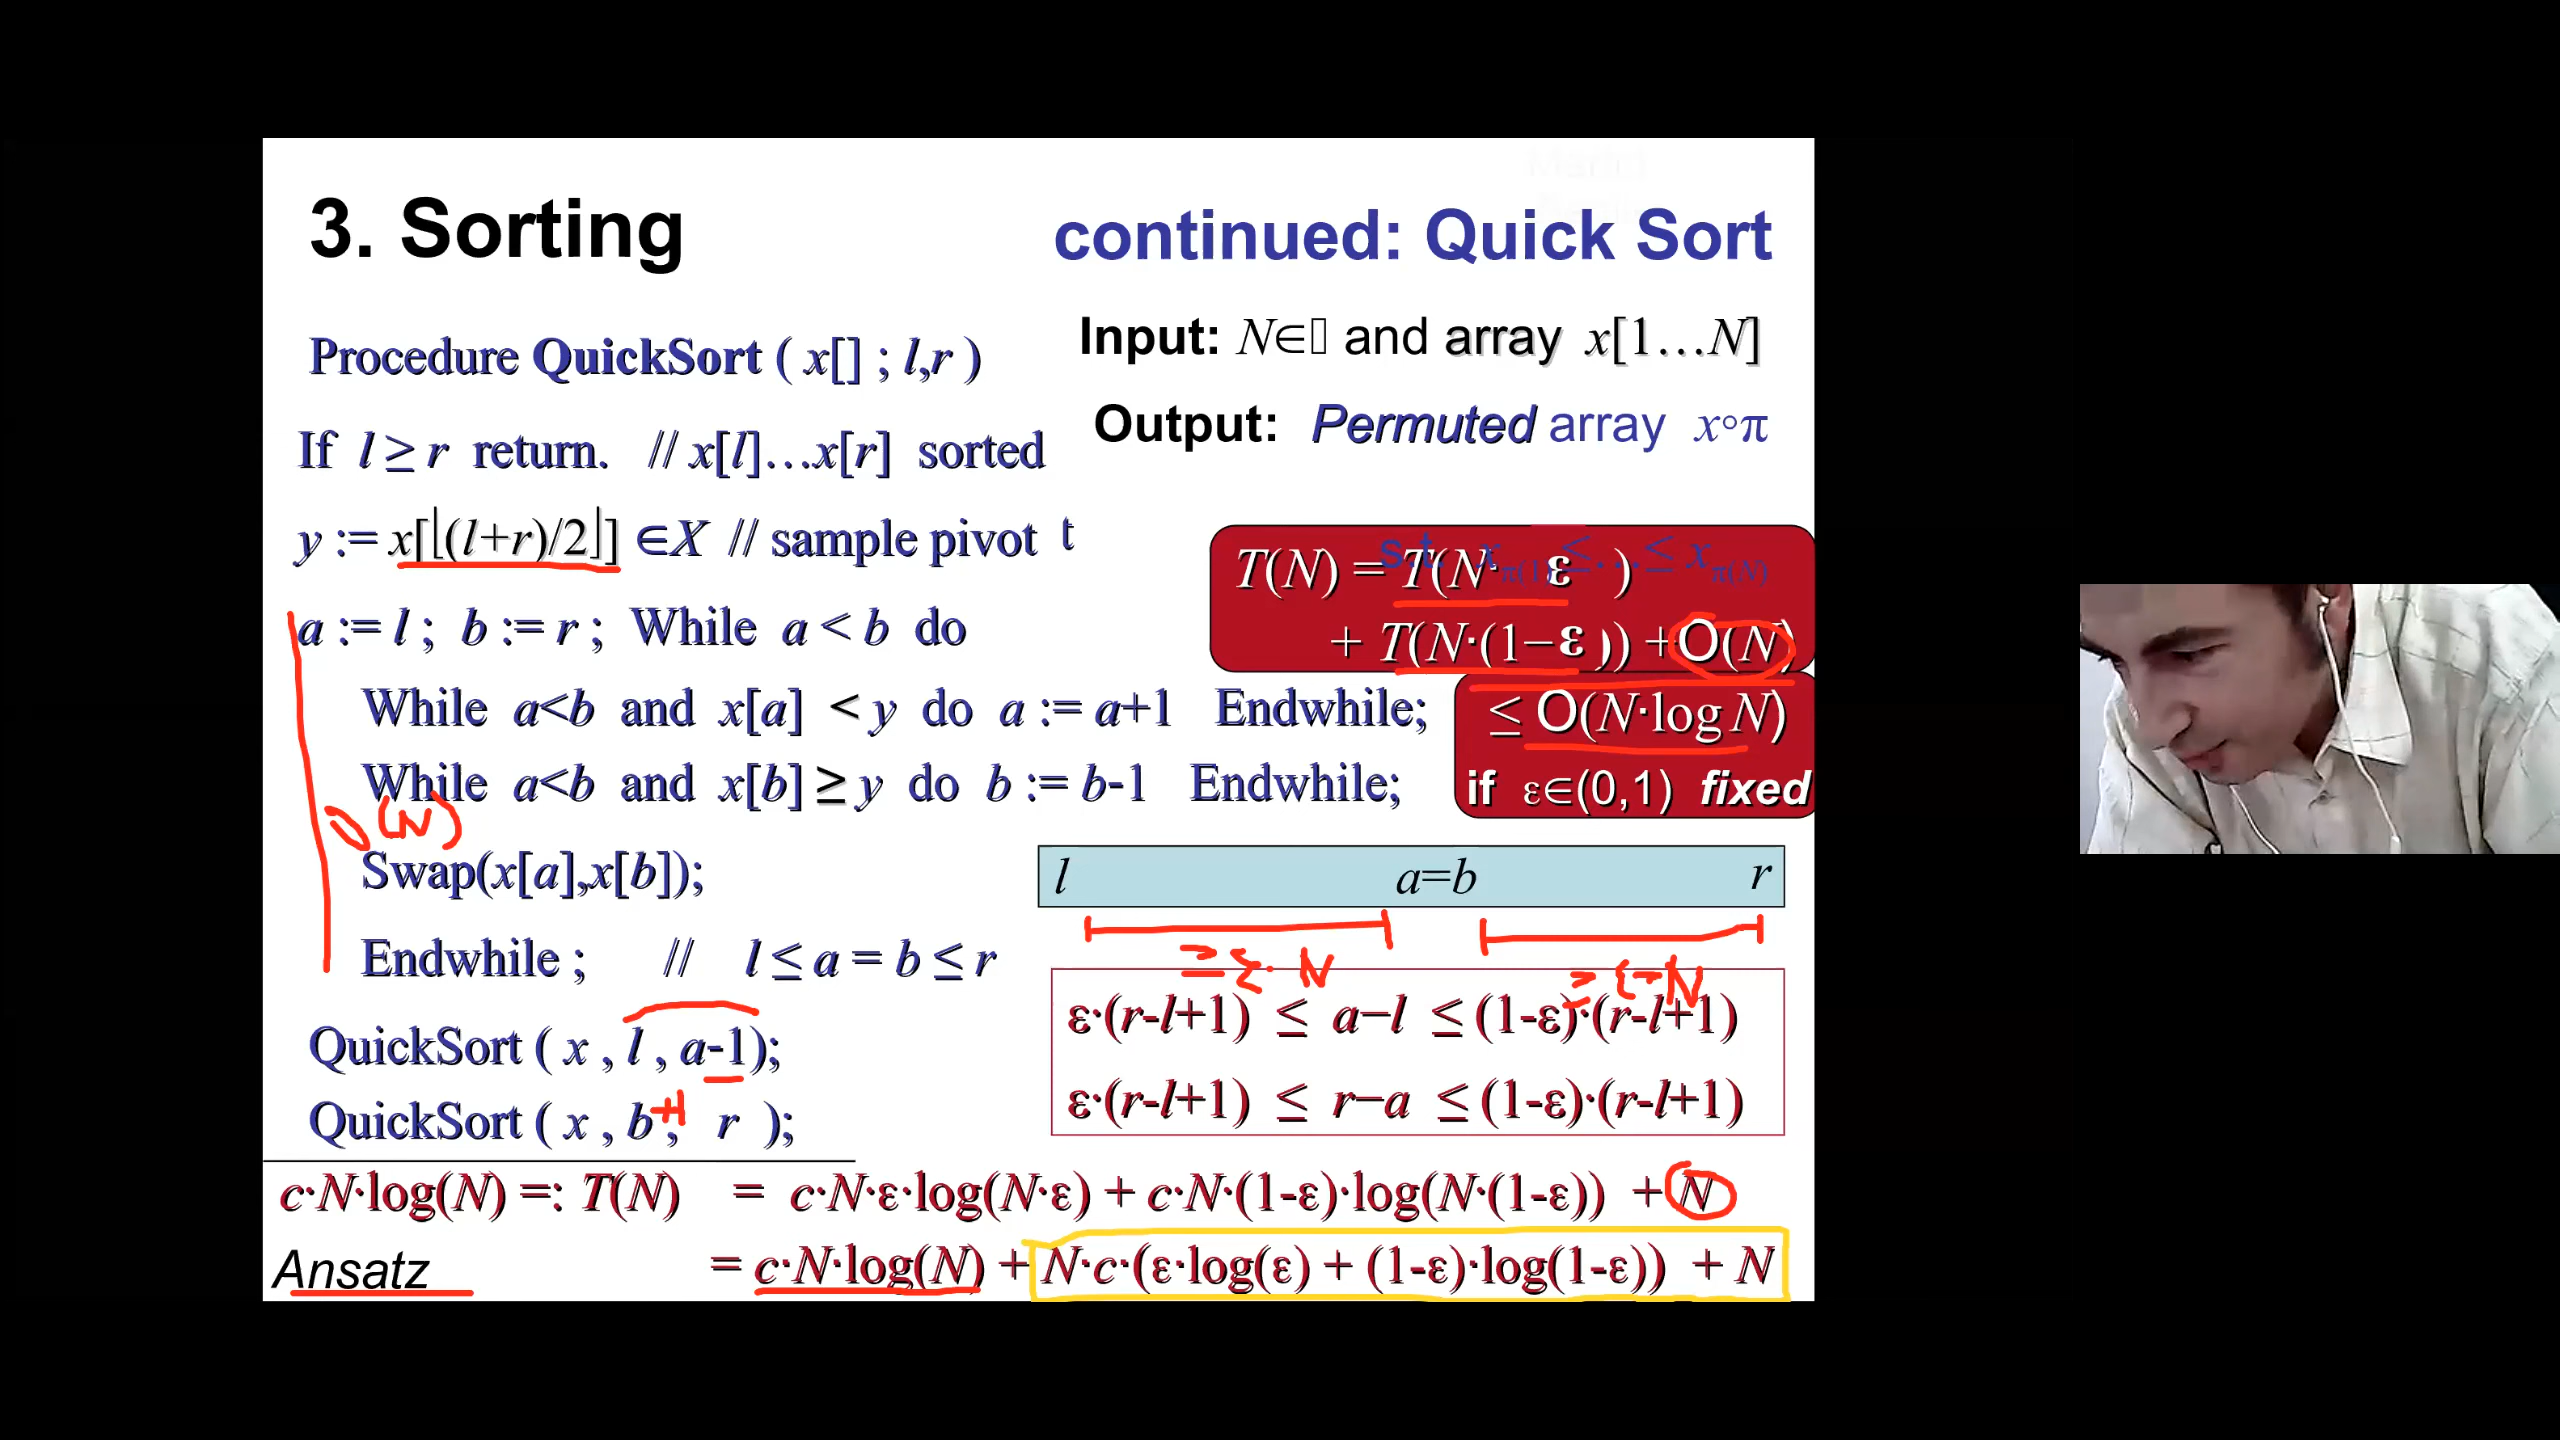 3. Sorting
continued: Quick Sort
Procedure QuickSort ( x[] ; l,r )
Input: N∈▯ and array x[1…N]
Output: Permuted array x∘π
s.t. xπ(1) ≤…≤ xπ(N)
If l ≥ r return. // x[l]…x[r] sorted
y := x[⌊(l+r)/2⌋] ∈X // sample pivot t
T(N) = T(N· ε )
+ T(N·(1−ε )) +O(N)
≤ O(N·log N)
if ε∈(0,1) fixed
a := l ; b := r ; While a < b do
While a<b and x[a] < y do a := a+1 Endwhile;
While a<b and x[b] ≥ y do b := b-1 Endwhile;
O(N)
Swap(x[a],x[b]);
l a=b r
Endwhile ; // l ≤ a = b ≤ r
≥ ε· N
≥ ε·N
ε·(r-l+1) ≤ a−l ≤ (1-ε)·(r-l+1)
ε·(r-l+1) ≤ r−a ≤ (1-ε)·(r-l+1)
QuickSort ( x , l , a-1);
QuickSort ( x , b+1, r );
c·N·log(N) =: T(N) = c·N·ε·log(N·ε) + c·N·(1-ε)·log(N·(1-ε)) + N
Ansatz = c·N·log(N) + N·c·(ε·log(ε) + (1-ε)·log(1-ε)) + N